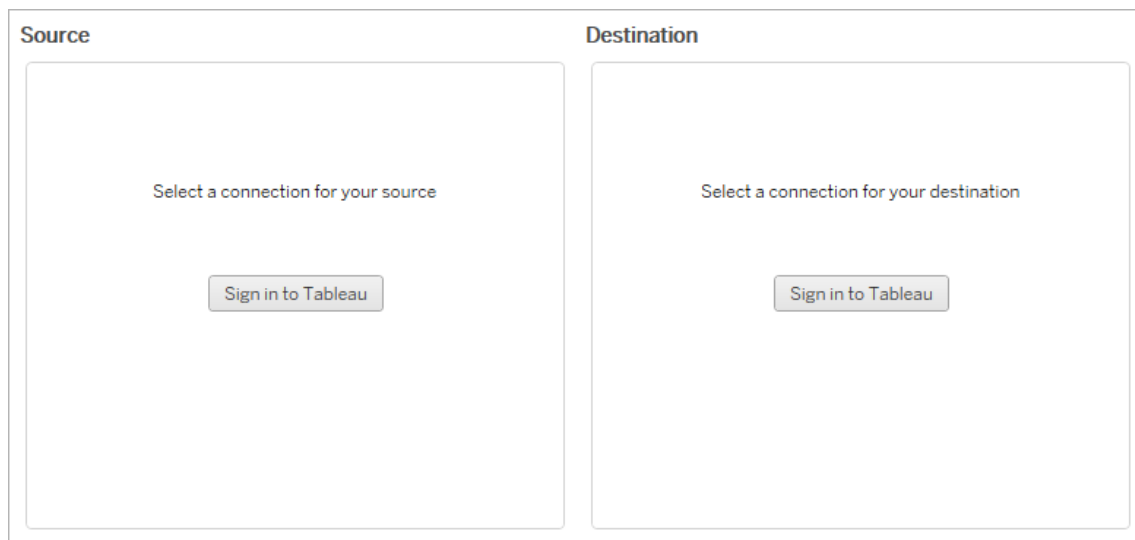 Source
Destination
Select a connection for your source
Select a connection for your destination
Sign in to Tableau
Sign in to Tableau